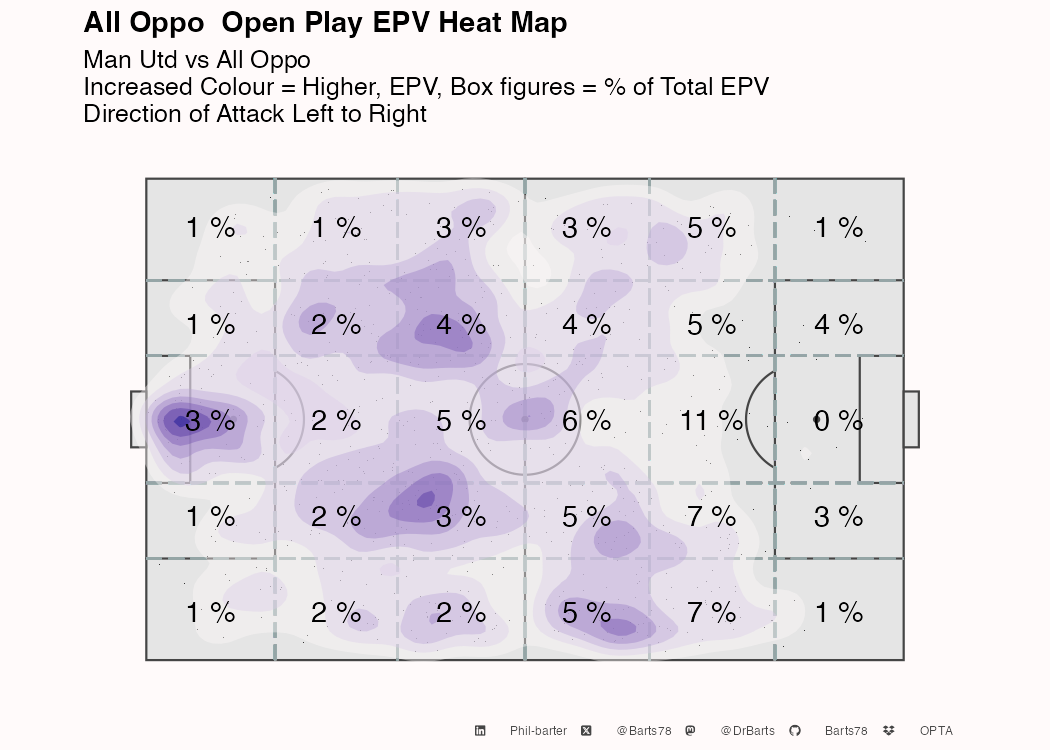 All Oppo  Open Play EPV Heat Map
Man Utd vs All Oppo
Increased Colour = Higher, EPV, Box figures = % of Total EPV
Direction of Attack Left to Right
1 % 1 % 3 % 3 % 5 % 1 %
1 % 2 % 4 % 4 % 5 % 4 %
3 % 2 % 5 % 6 % 11 % 0 %
1 % 2 % 3 % 5 % 7 % 3 %
1 % 2 % 2 % 5 % 7 % 1 %
Phil-barter @Barts78 @DrBarts Barts78 OPTA